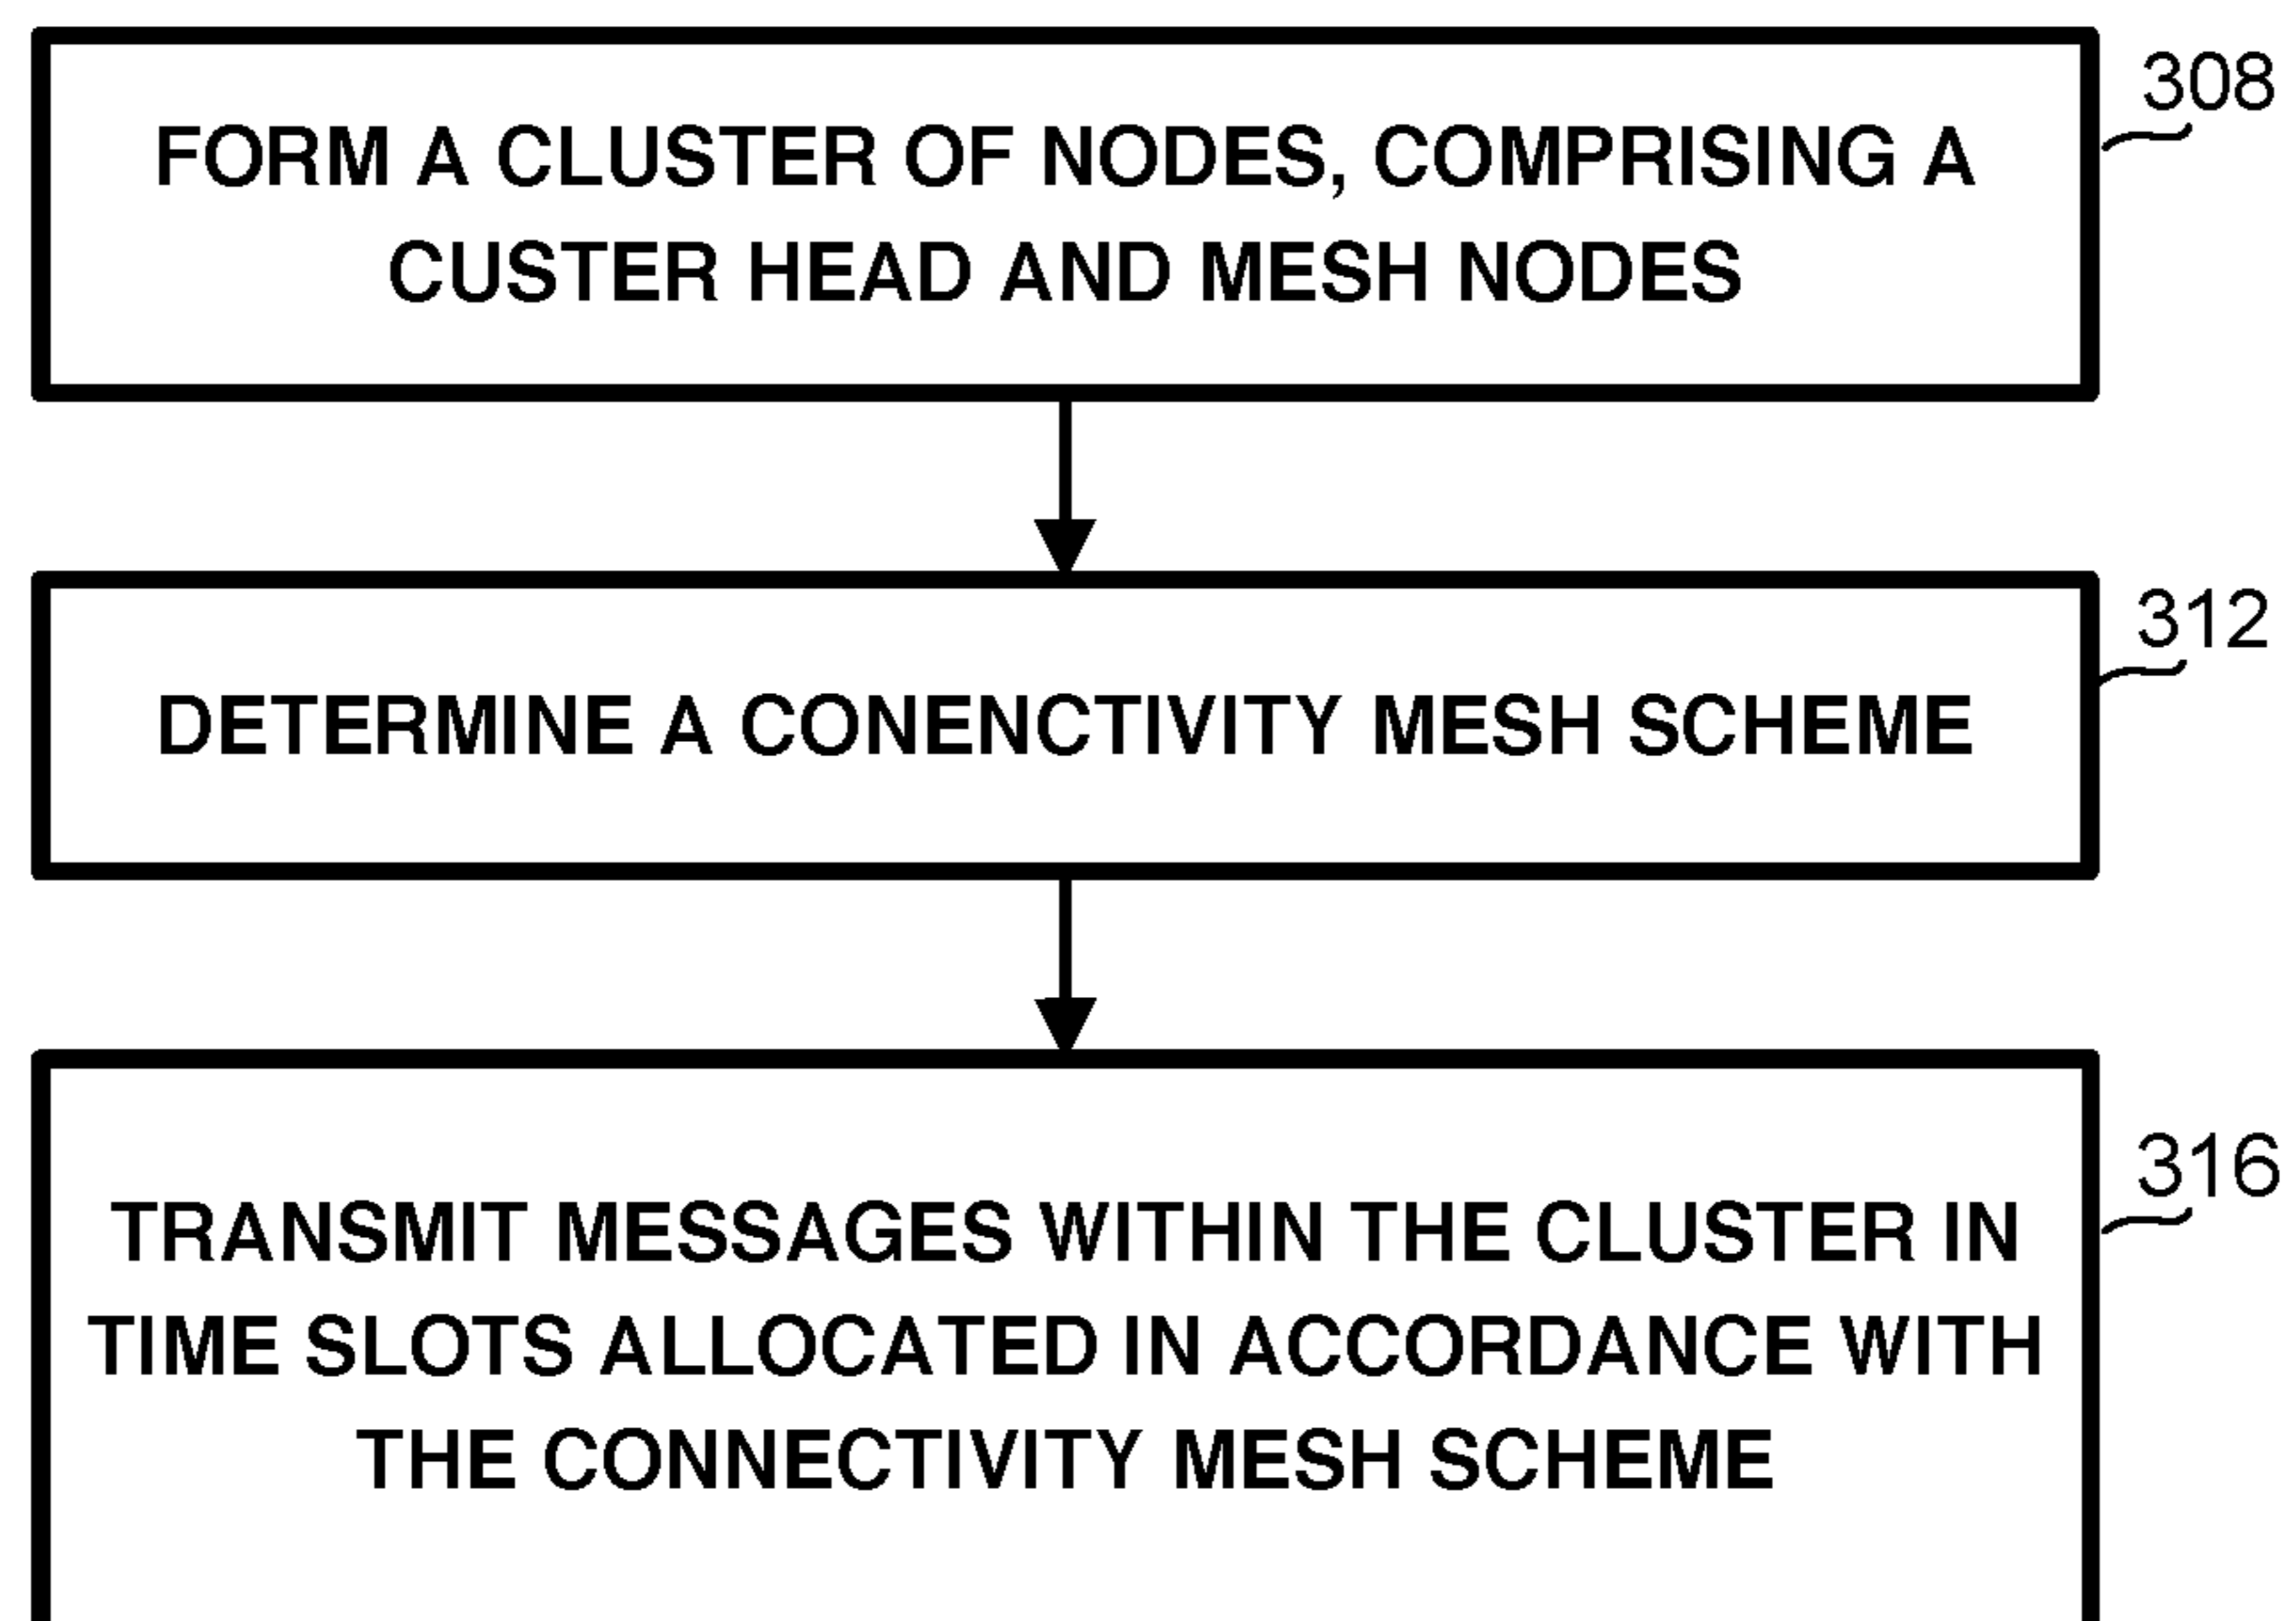 308
FORM A CLUSTER OF NODES, COMPRISING A
CUSTER HEAD AND MESH NODES
312
DETERMINE A CONENCTIVITY MESH SCHEME
316
TRANSMIT MESSAGES WITHIN THE CLUSTER IN
TIME SLOTS ALLOCATED IN ACCORDANCE WITH
THE CONNECTIVITY MESH SCHEME